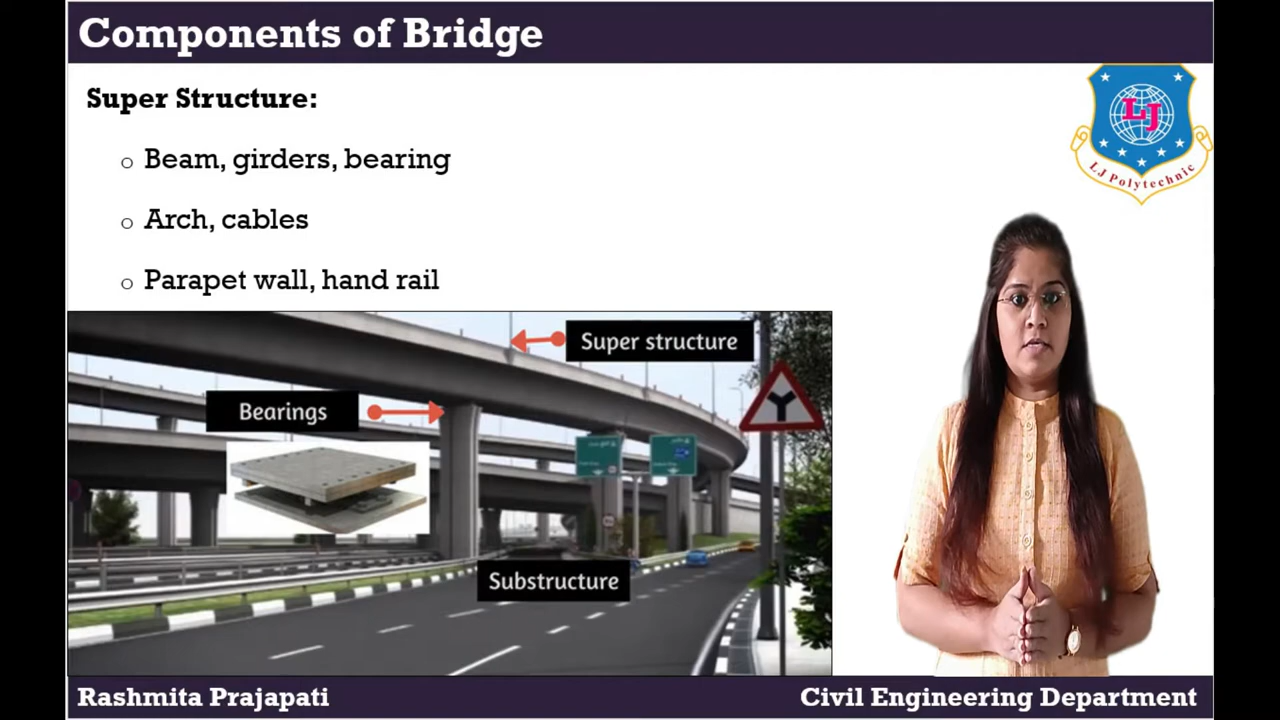 Components of Bridge
Super Structure:
Beam, girders, bearing
Arch, cables
Parapet wall, hand rail
LJ
LJ Polytechnic
Super structure
Bearings
Substructure
Rashmita Prajapati
Civil Engineering Department